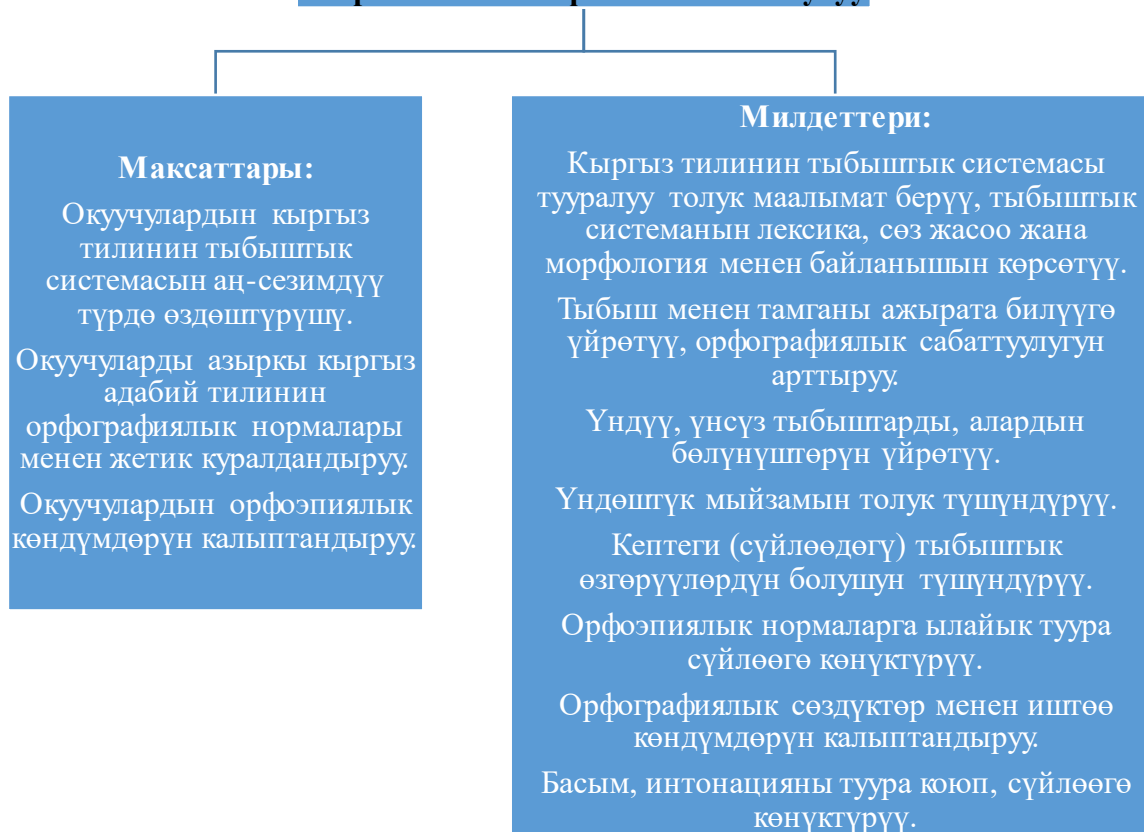 Максаттары:
Окуучулардын кыргыз
тилинин тыбыштык
системасын аң-сезимдүү
түрдө өздөштүрүшү.
Окуучуларды азыркы кыргыз
адабий тилинин
орфографиялык нормалары
менен жетик куралдандыруу.
Окуучулардын орфоэпиялык
көндүмдөрүн калыптандыруу.
Милдеттери:
Кыргыз тилинин тыбыштык системасы
тууралуу толук маалымат берүү, тыбыштык
системанын лексика, сөз жасоо жана
морфология менен байланышын көрсөтүү.
Тыбыш менен тамганы ажырата билүүгө
үйрөтүү, орфографиялык сабаттуулугун
арттыруу.
Үндүү, үнсүз тыбыштарды, алардын
бөлүнүштөрүн үйрөтүү.
Үндөштүк мыйзамын толук түшүндүрүү.
Кептеги (сүйлөөдөгү) тыбыштык
өзгөрүүлөрдүн болушун түшүндүрүү.
Орфоэпиялык нормаларга ылайык туура
сүйлөөгө көнүктүрүү.
Орфографиялык сөздүктөр менен иштөө
көндүмдөрүн калыптандыруу.
Басым, интонацияны туура коюп, сүйлөөгө
көнүктүрүү.